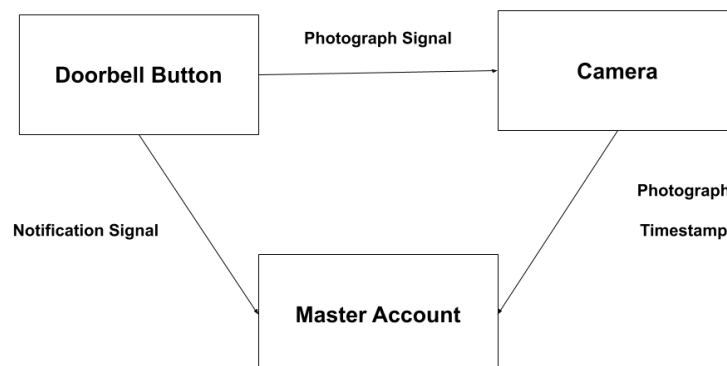 Photograph Signal
Doorbell Button
Camera
Photograph
Notification Signal
Timestamp
Master Account